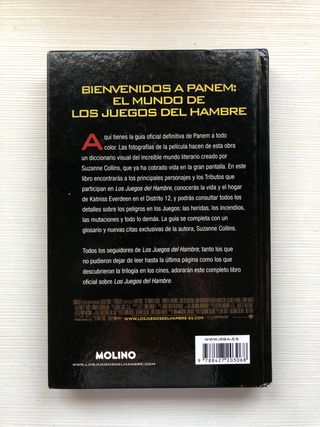 BIENVENIDOS A PANEM:
EL MUNDO DE
LOS JUEGOS DEL HAMBRE
Aquí tienes la guía oficial definitiva de Panem a todo
color. Las fotografías de la película hacen de esta obra
un diccionario visual del increíble mundo literario creado por
Suzanne Collins, que ya ha cobrado vida en la gran pantalla. En
este libro encontrarás a los principales personajes y los Tributos que
participan en Los Juegos del Hambre, conocerás la vida y el hogar
de Katniss Everdeen en el Distrito 12, y podrás consultar todos
los detalles sobre los peligros en los Juegos: las heridas, los incendios,
las mutaciones y todo lo demás. La guía se completa con un
glosario y nuevas citas exclusivas de la autora, Suzanne Collins.
Todos los seguidores de Los Juegos del Hambre, tanto los que
no pudieron dejar de leer hasta la última página como los que
descubrieron la trilogía en los cines, adorarán este completo libro
oficial sobre Los Juegos del Hambre.
WWW.LOSJUEGOSDELHAMBRE-ES.COM
MOLINO
WWW.RBA.ES
9 788427 203068